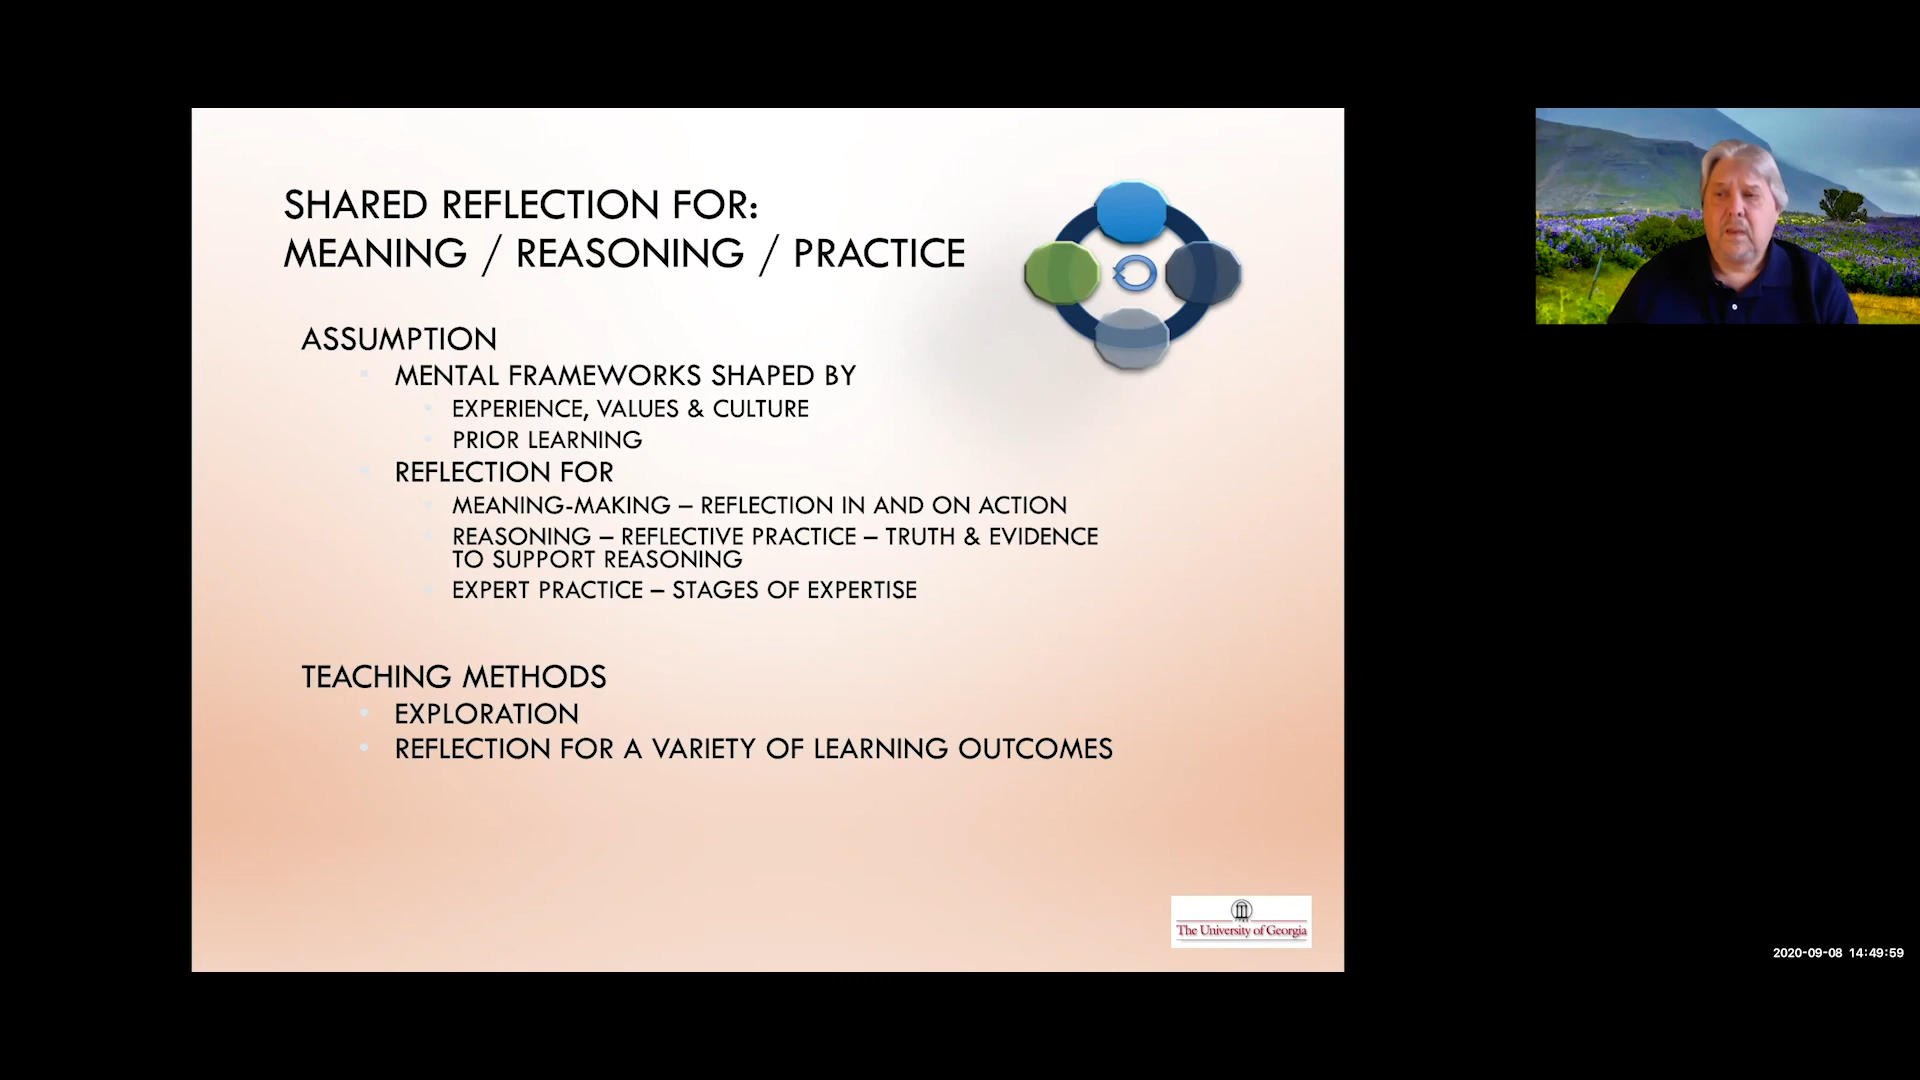 SHARED REFLECTION FOR:
MEANING / REASONING / PRACTICE
ASSUMPTION
MENTAL FRAMEWORKS SHAPED BY
EXPERIENCE, VALUES & CULTURE
PRIOR LEARNING
REFLECTION FOR
MEANING-MAKING – REFLECTION IN AND ON ACTION
REASONING – REFLECTIVE PRACTICE – TRUTH & EVIDENCE
TO SUPPORT REASONING
EXPERT PRACTICE – STAGES OF EXPERTISE
TEACHING METHODS
EXPLORATION
REFLECTION FOR A VARIETY OF LEARNING OUTCOMES
The University of Georgia
2020-09-08 14:49:59